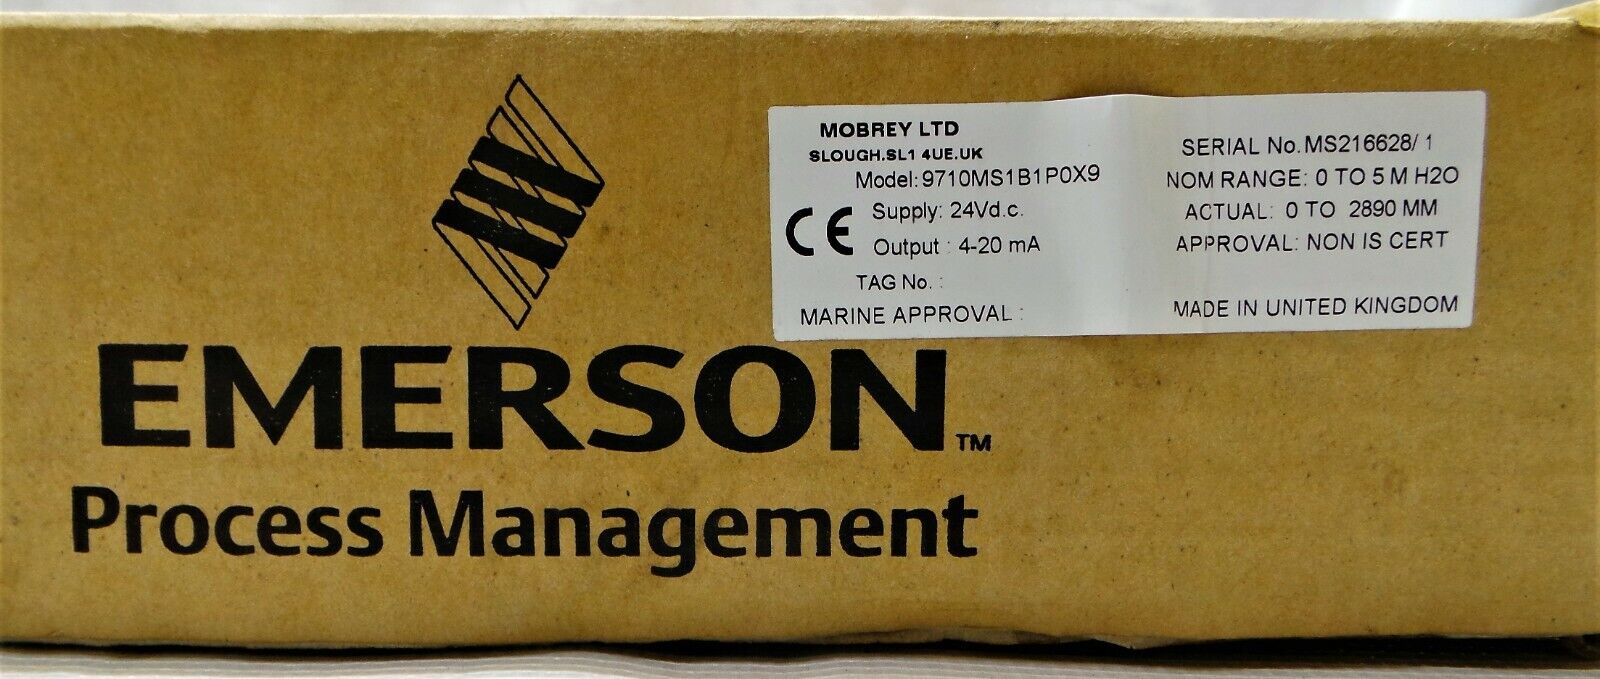 MOBREY LTD
SLOUGH.SL1 4UE.UK
Model: 9710MS1B1P0X9
Supply: 24Vd.c.
CE
Output : 4-20 mA
TAG No. :
MARINE APPROVAL :
SERIAL No. MS216628/ 1
NOM RANGE: 0 TO 5 M H2O
ACTUAL: 0 TO 2890 MM
APPROVAL: NON IS CERT
MADE IN UNITED KINGDOM
EMERSON TM
Process Management